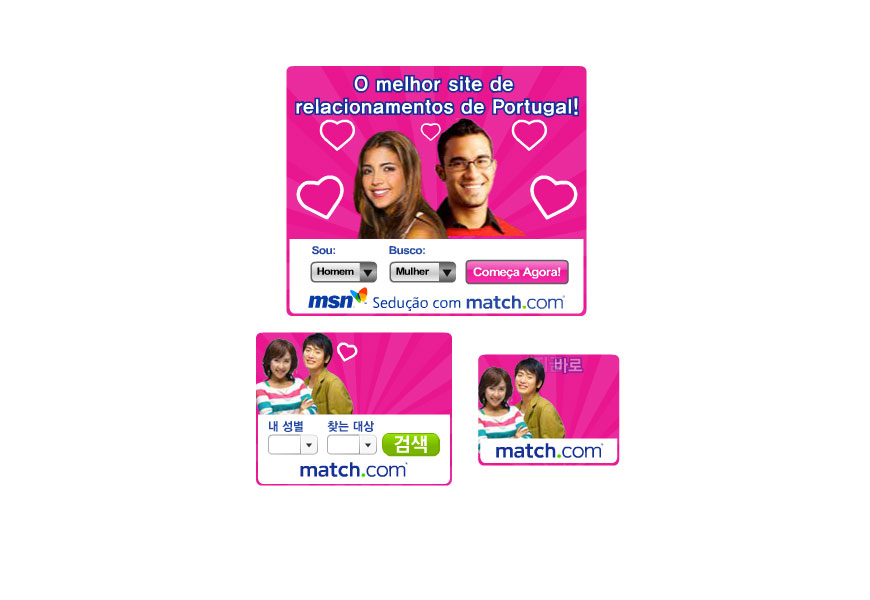 O melhor site de
relacionamentos de Portugal!
Sou: Busco:
Homem Mulher Começa Agora!
msn Sedução com match.com
내 성별 찾는 대상
검색
match.com
바로
match.com